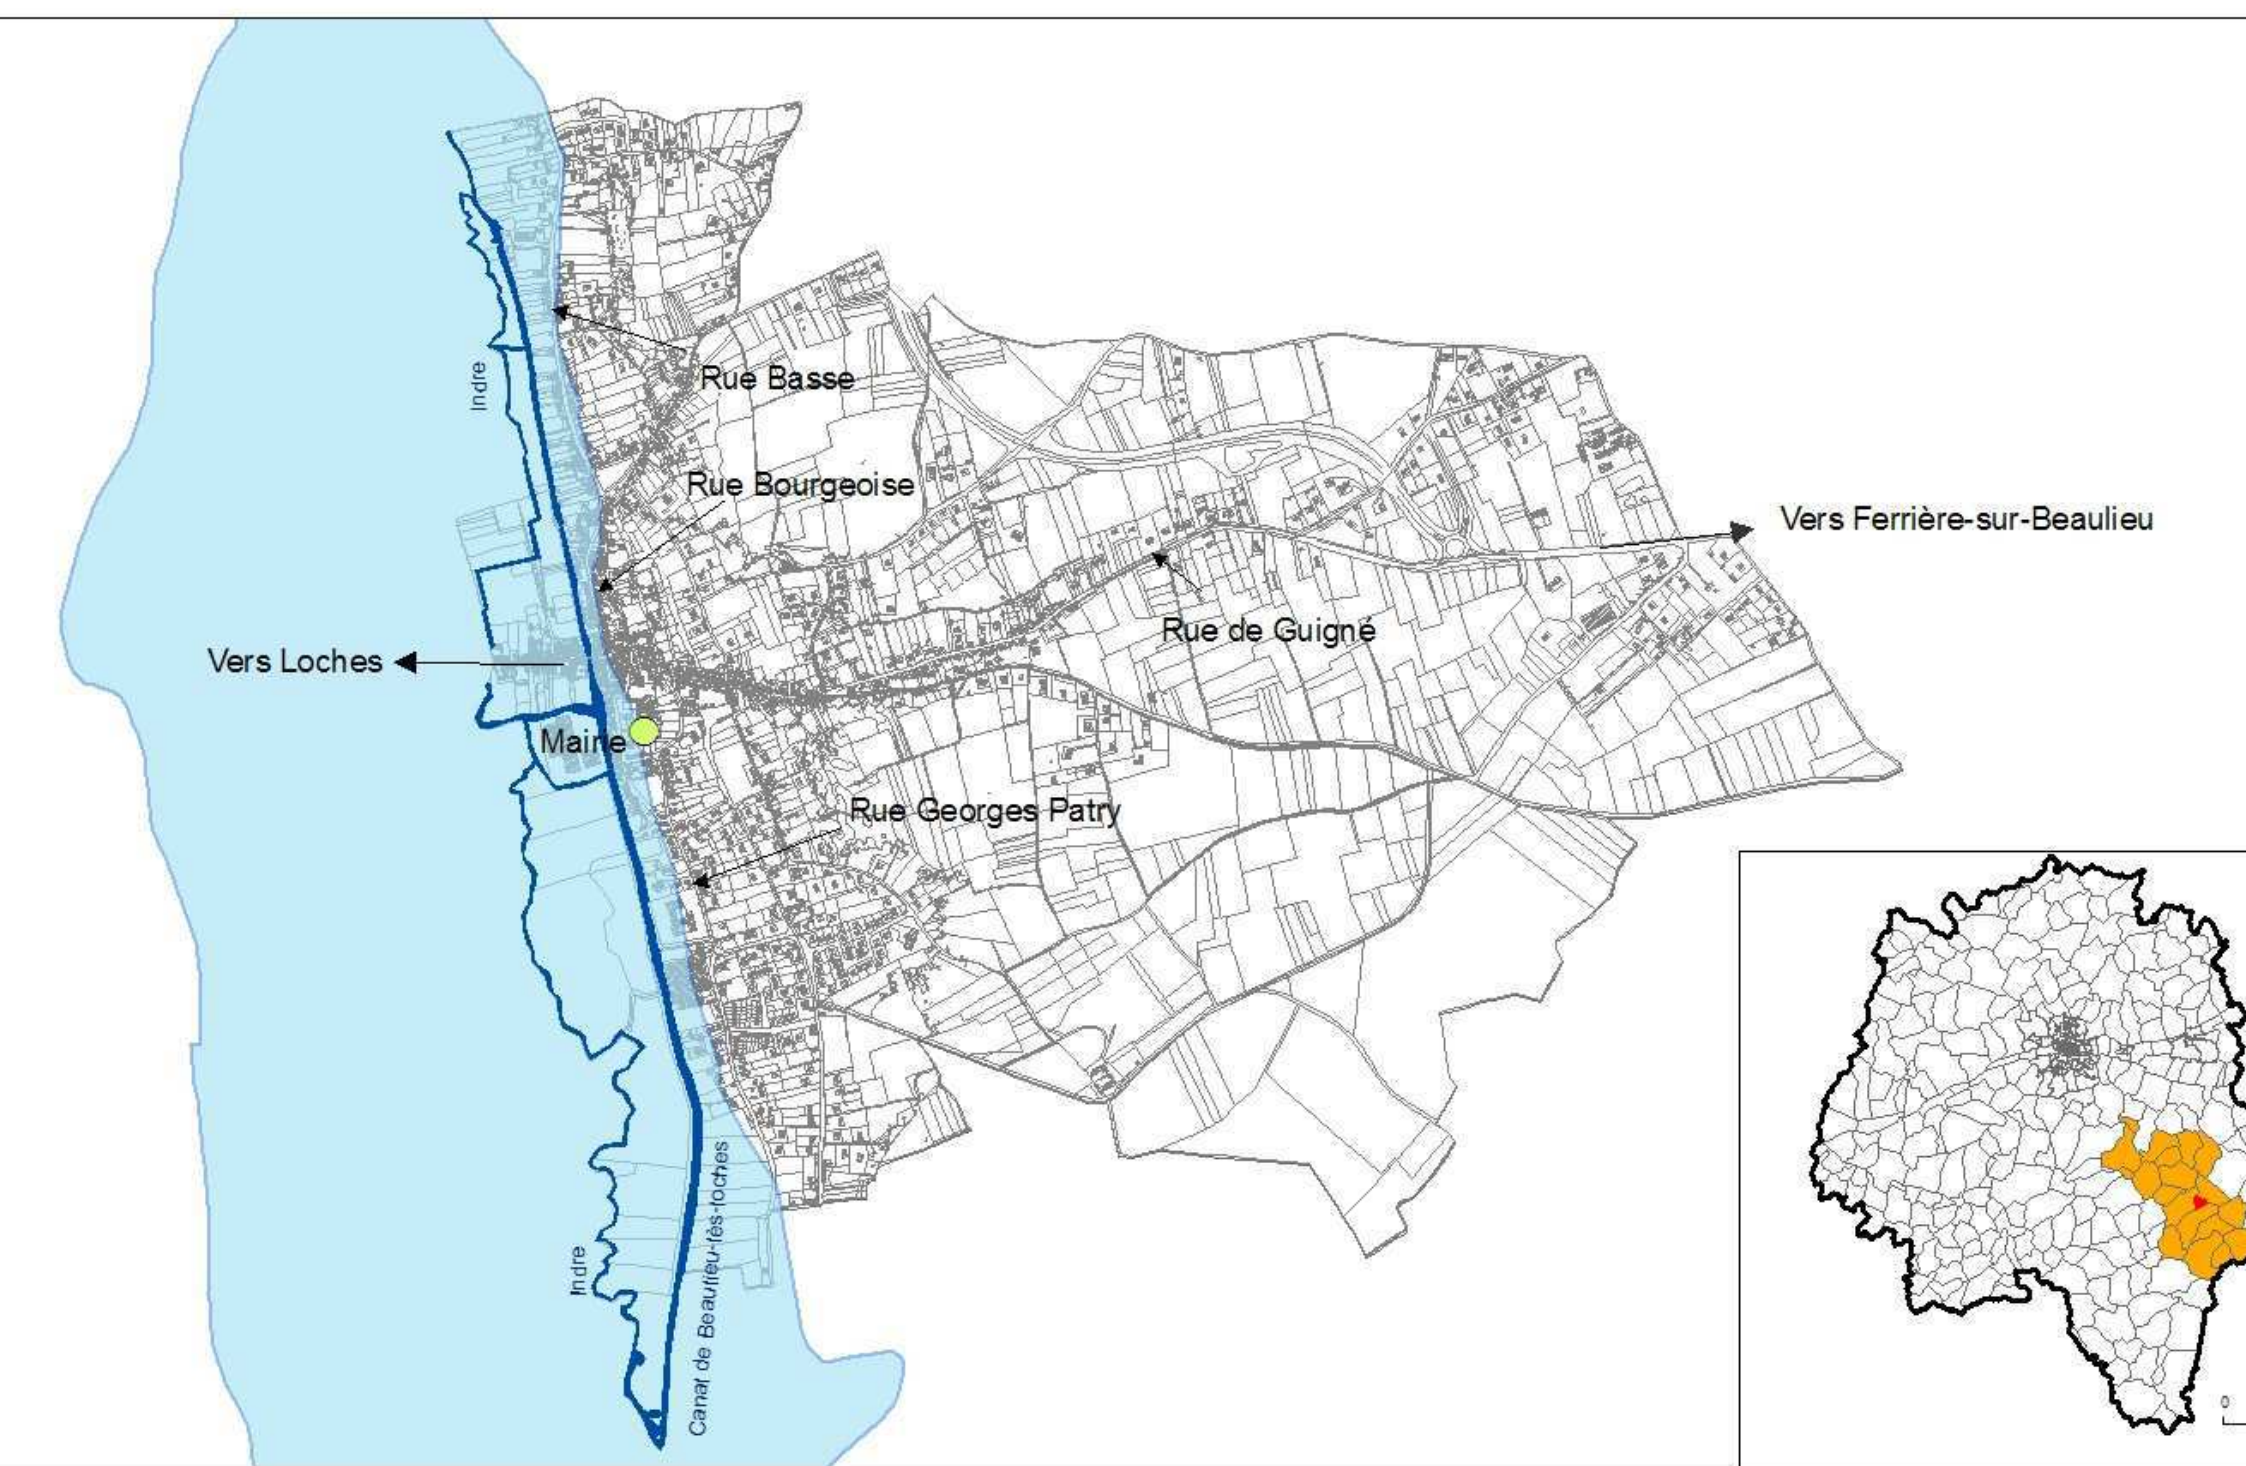 Indre
Rue Basse
Rue Bourgeoise
Vers Ferrière-sur-Beaulieu
Rue de Guigné
Vers Loches
Mairie
Rue Georges Patry
Indre
Canal de Beaulieu-lès-loches
0